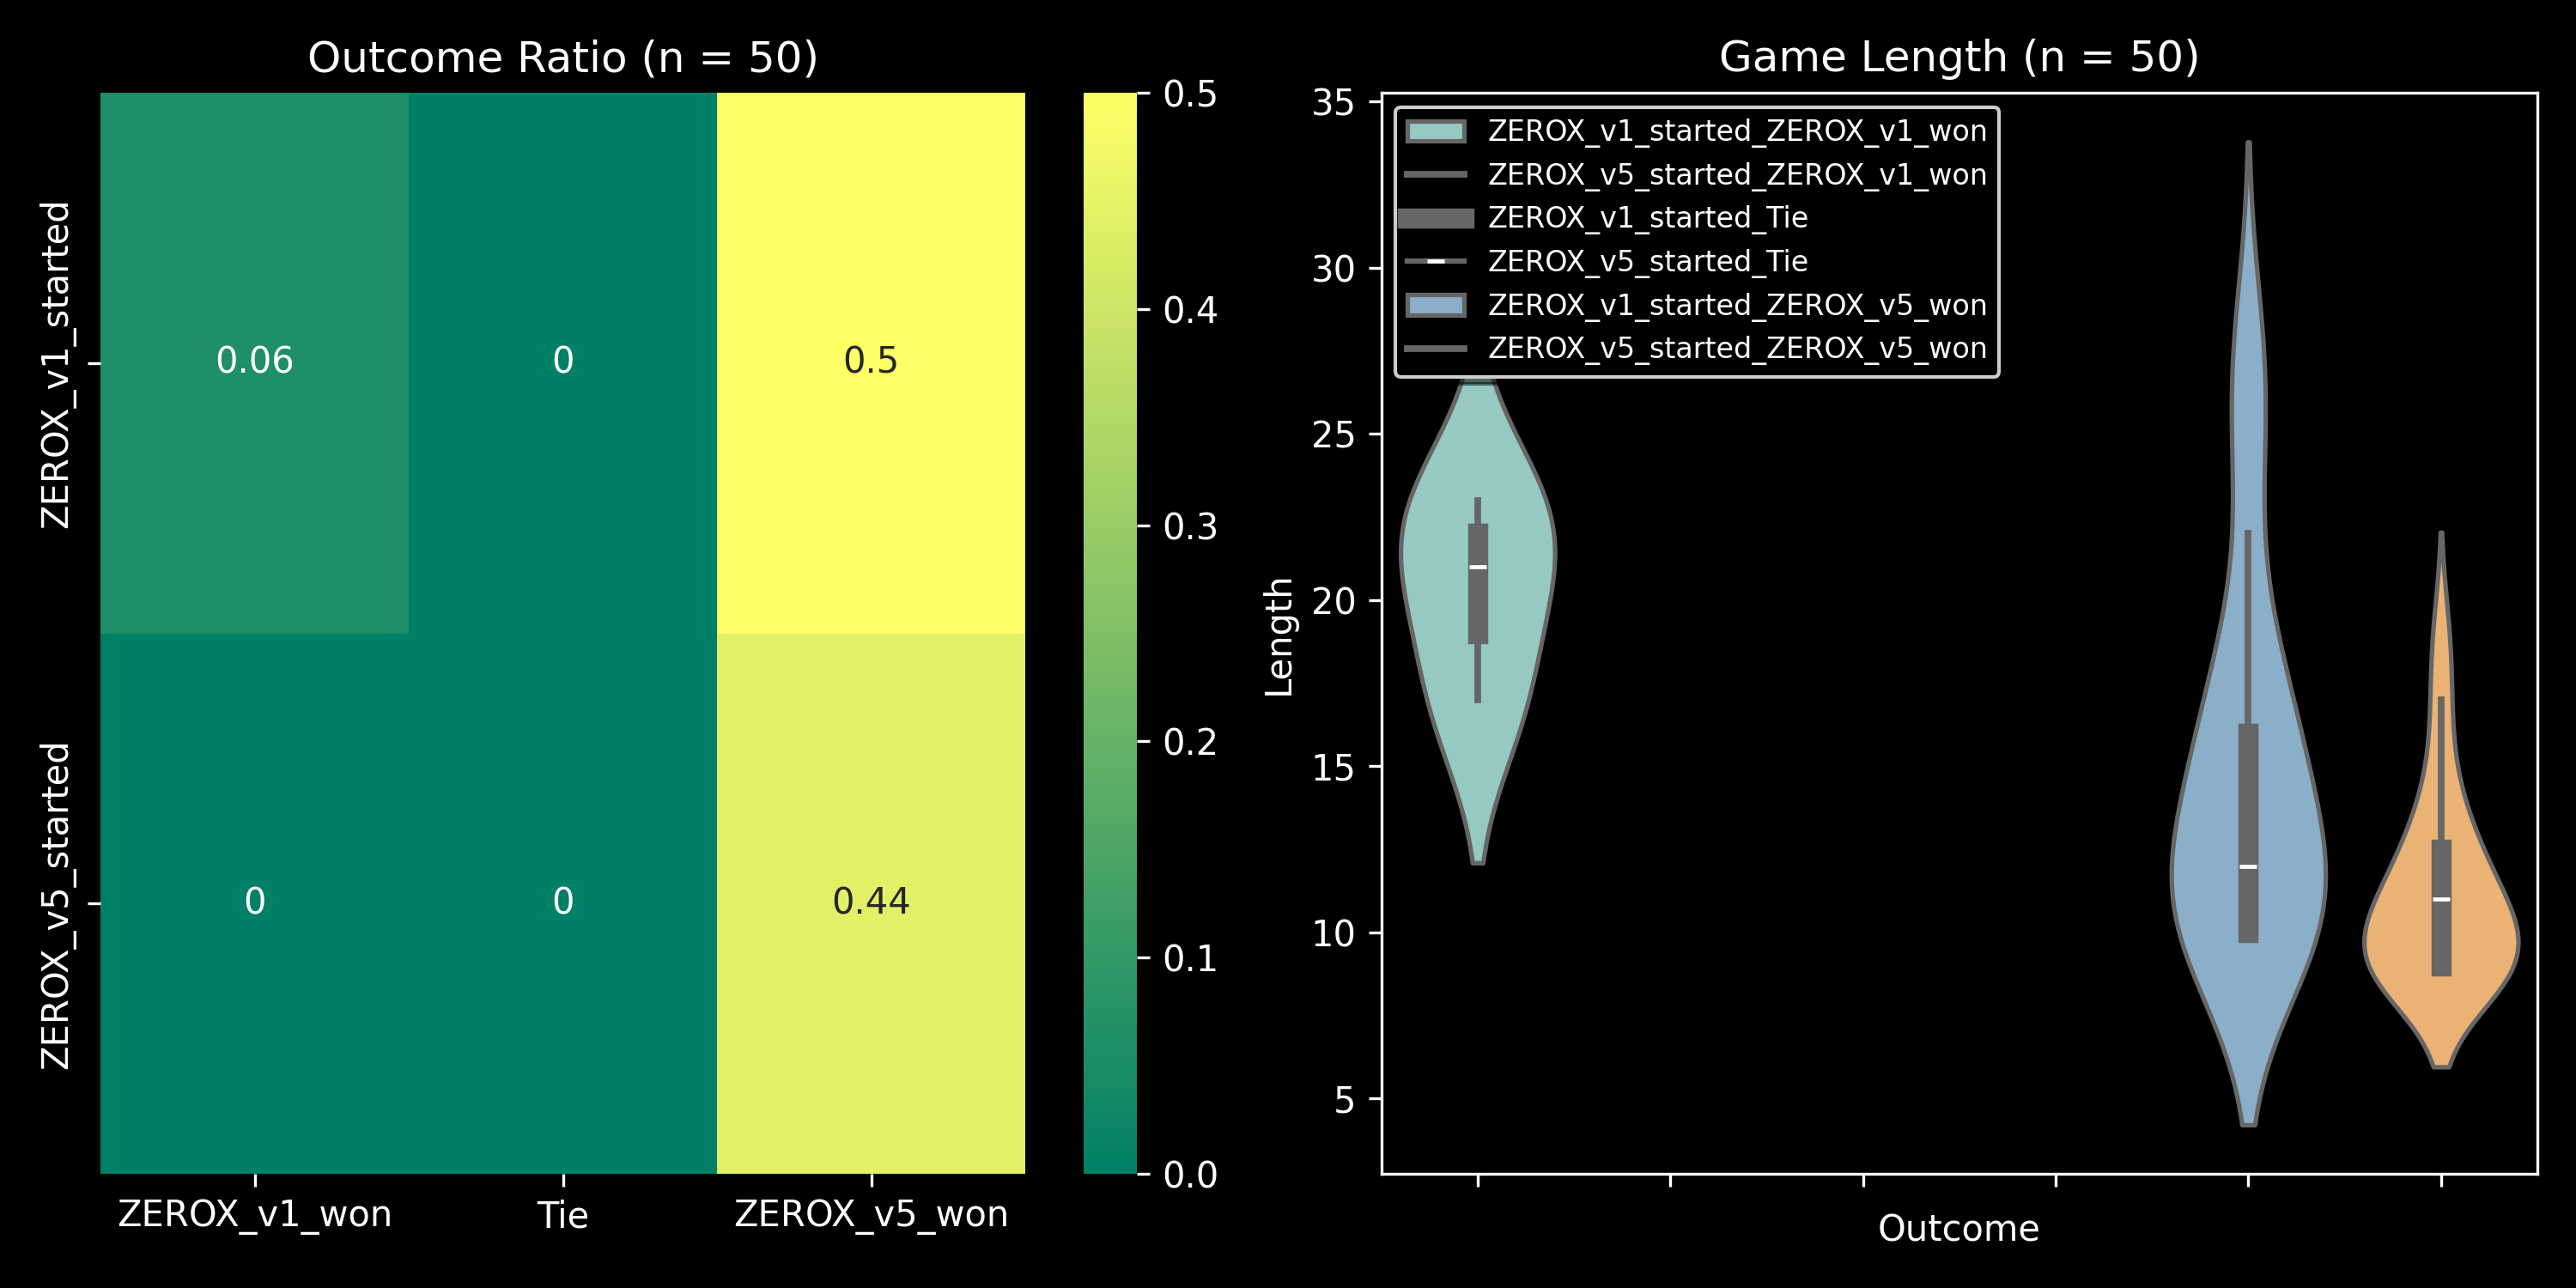 Outcome Ratio (n = 50)
ZEROX_v1_started
ZEROX_v5_started
0.06
0
0.5
0
0
0.44
ZEROX_v1_won
Tie
ZEROX_v5_won
0.5
0.4
0.3
0.2
0.1
0.0
Game Length (n = 50)
Length
35
30
25
20
15
10
5
ZEROX_v1_started_ZEROX_v1_won
ZEROX_v5_started_ZEROX_v1_won
ZEROX_v1_started_Tie
ZEROX_v5_started_Tie
ZEROX_v1_started_ZEROX_v5_won
ZEROX_v5_started_ZEROX_v5_won
Outcome